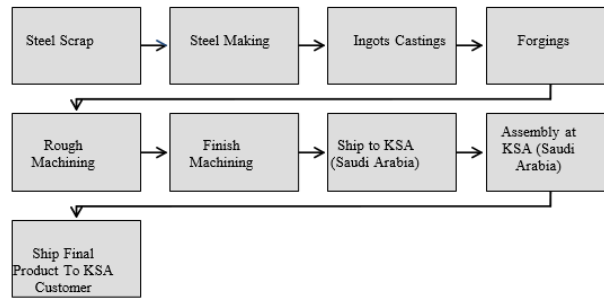 Steel Scrap
Steel Making
Ingots Castings
Forgings
Rough
Machining
Finish
Machining
Ship to KSA
(Saudi Arabia)
Assembly at
KSA (Saudi
Arabia)
Ship Final
Product To KSA
Customer